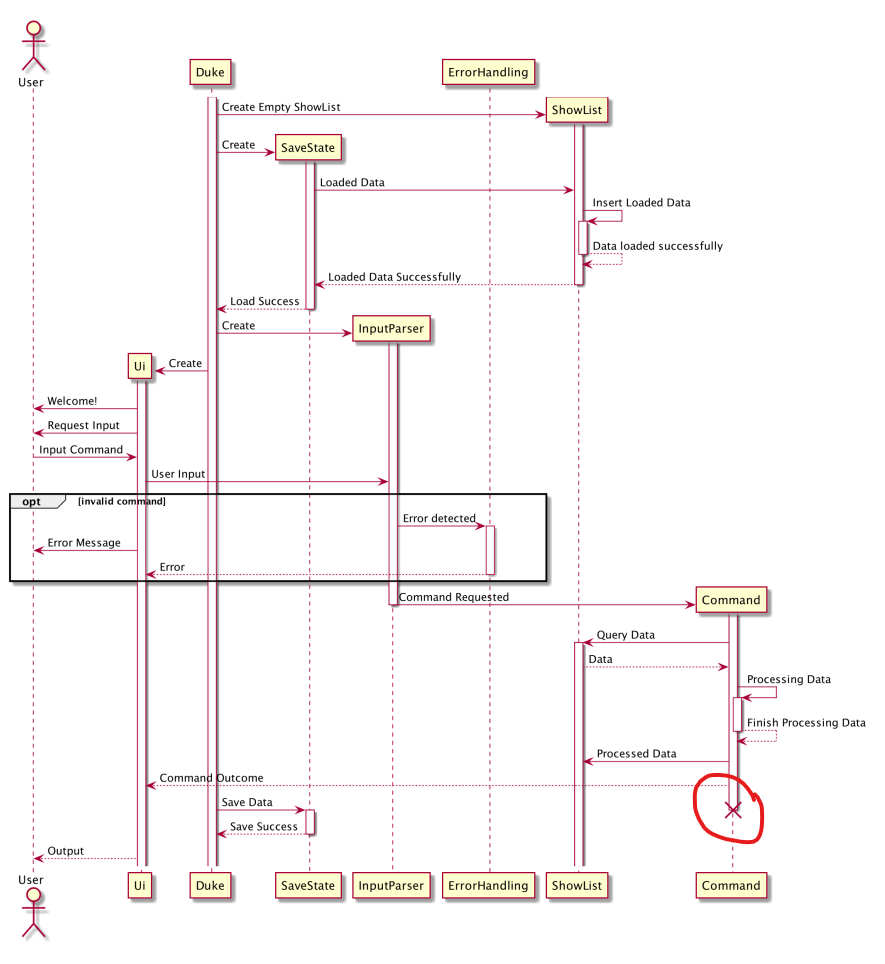 User
Duke
ErrorHandling
Create Empty ShowList
ShowList
Create
SaveState
Loaded Data
Insert Loaded Data
Data loaded successfully
Loaded Data Successfully
Load Success
Create
InputParser
Ui
Create
Welcome!
Request Input
Input Command
User Input
opt [invalid command]
Error detected
Error Message
Error
Command
Command Requested
Query Data
Data
Processing Data
Finish Processing Data
Processed Data
Command Outcome
Save Data
Save Success
Output
User
Ui Duke SaveState InputParser ErrorHandling ShowList Command